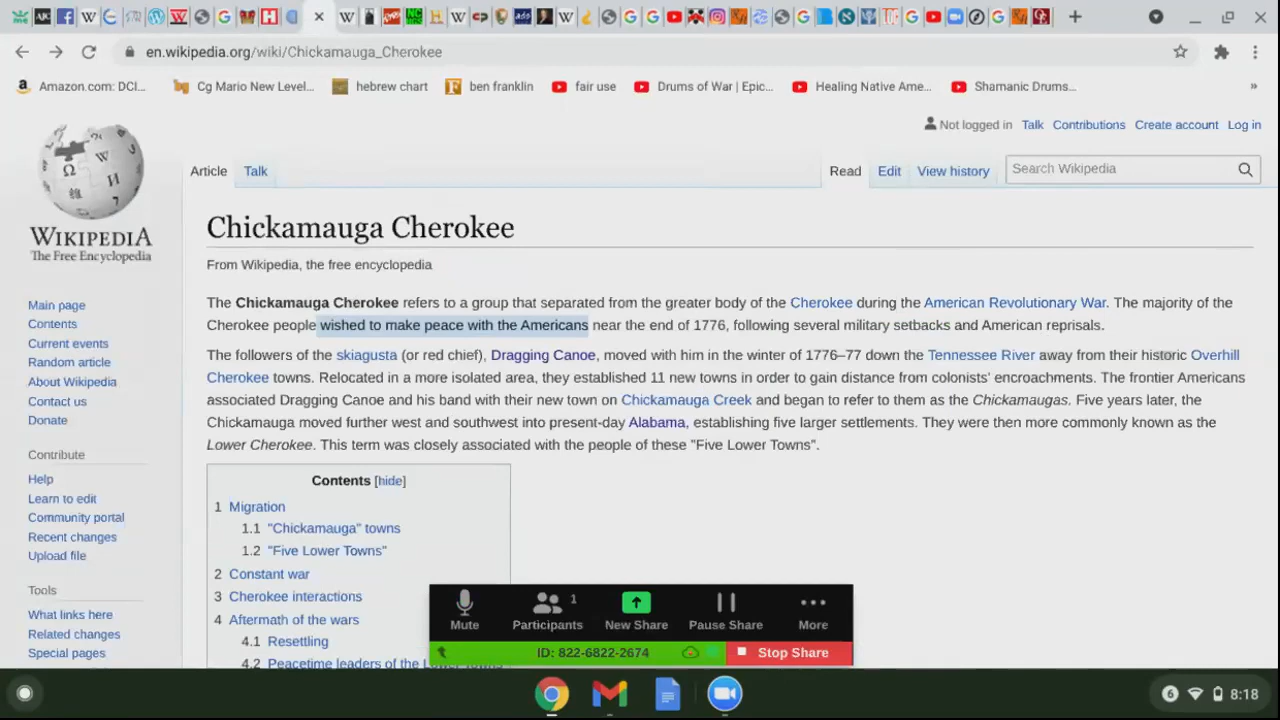 en.wikipedia.org/wiki/Chickamauga_Cherokee
Amazon.com: DCI...
Cg Mario New Level...
hebrew chart
ben franklin
fair use
Drums of War | Epic...
Healing Native Ame...
Shamanic Drums...
»
Not logged in Talk Contributions Create account Log in
Article Talk Read Edit View history Search Wikipedia
WIKIPEDIA
The Free Encyclopedia
Chickamauga Cherokee
From Wikipedia, the free encyclopedia
The Chickamauga Cherokee refers to a group that separated from the greater body of the Cherokee during the American Revolutionary War. The majority of the
Cherokee people wished to make peace with the Americans near the end of 1776, following several military setbacks and American reprisals.
The followers of the skiagusta (or red chief), Dragging Canoe, moved with him in the winter of 1776–77 down the Tennessee River away from their historic Overhill
Cherokee towns. Relocated in a more isolated area, they established 11 new towns in order to gain distance from colonists' encroachments. The frontier Americans
associated Dragging Canoe and his band with their new town on Chickamauga Creek and began to refer to them as the Chickamaugas. Five years later, the
Chickamauga moved further west and southwest into present-day Alabama, establishing five larger settlements. They were then more commonly known as the
Lower Cherokee. This term was closely associated with the people of these "Five Lower Towns".
Main page
Contents
Current events
Random article
About Wikipedia
Contact us
Donate
Contribute
Help
Learn to edit
Community portal
Recent changes
Upload file
Tools
What links here
Related changes
Special pages
Contents [hide]
1 Migration
1.1 "Chickamauga" towns
1.2 "Five Lower Towns"
2 Constant war
3 Cherokee interactions
4 Aftermath of the wars
4.1 Resettling
4.2 Peacetime leaders of the Lower Towns
Mute
Participants 1
New Share
Pause Share
More
ID: 822-6822-2674
Stop Share
6 8:18